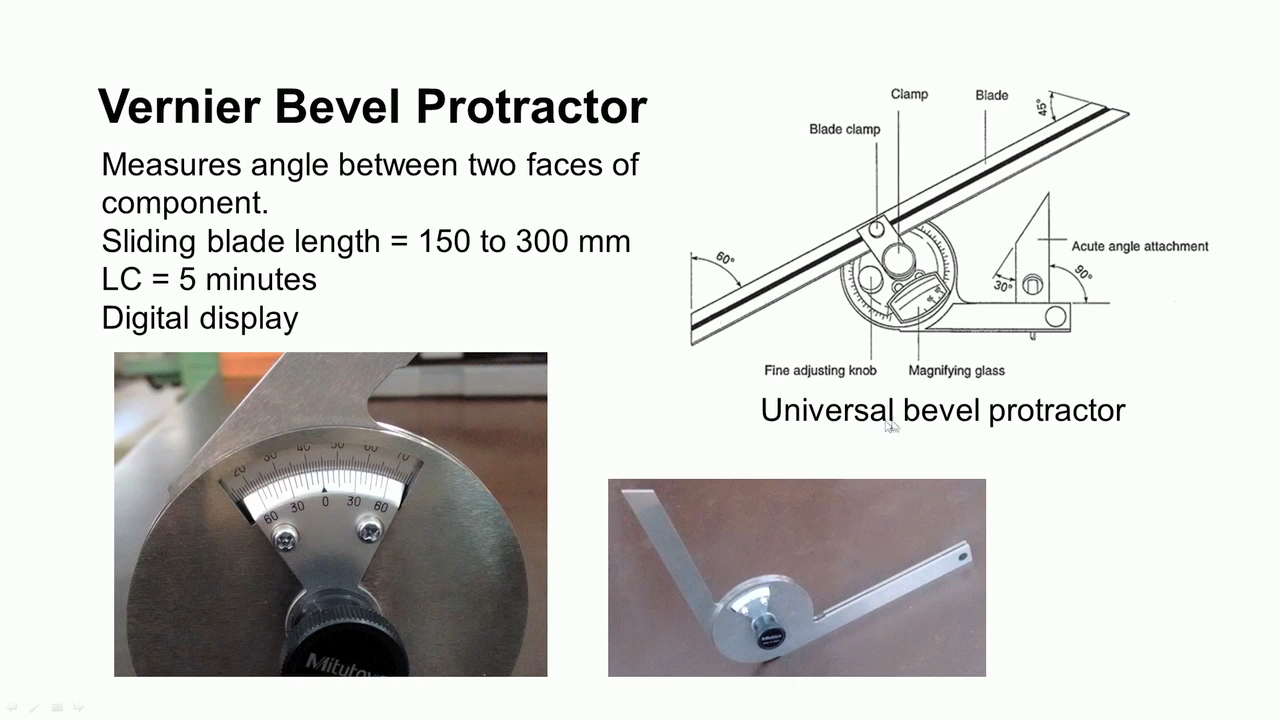 Vernier Bevel Protractor
Measures angle between two faces of
component.
Sliding blade length = 150 to 300 mm
LC = 5 minutes
Digital display
Clamp
Blade
Blade clamp
45°
60°
Acute angle attachment
90°
30°
Fine adjusting knob
Magnifying glass
Universal bevel protractor
20 30 40 50 60 70
60 30 0 30 60
Mitutoyo
Mitutoyo